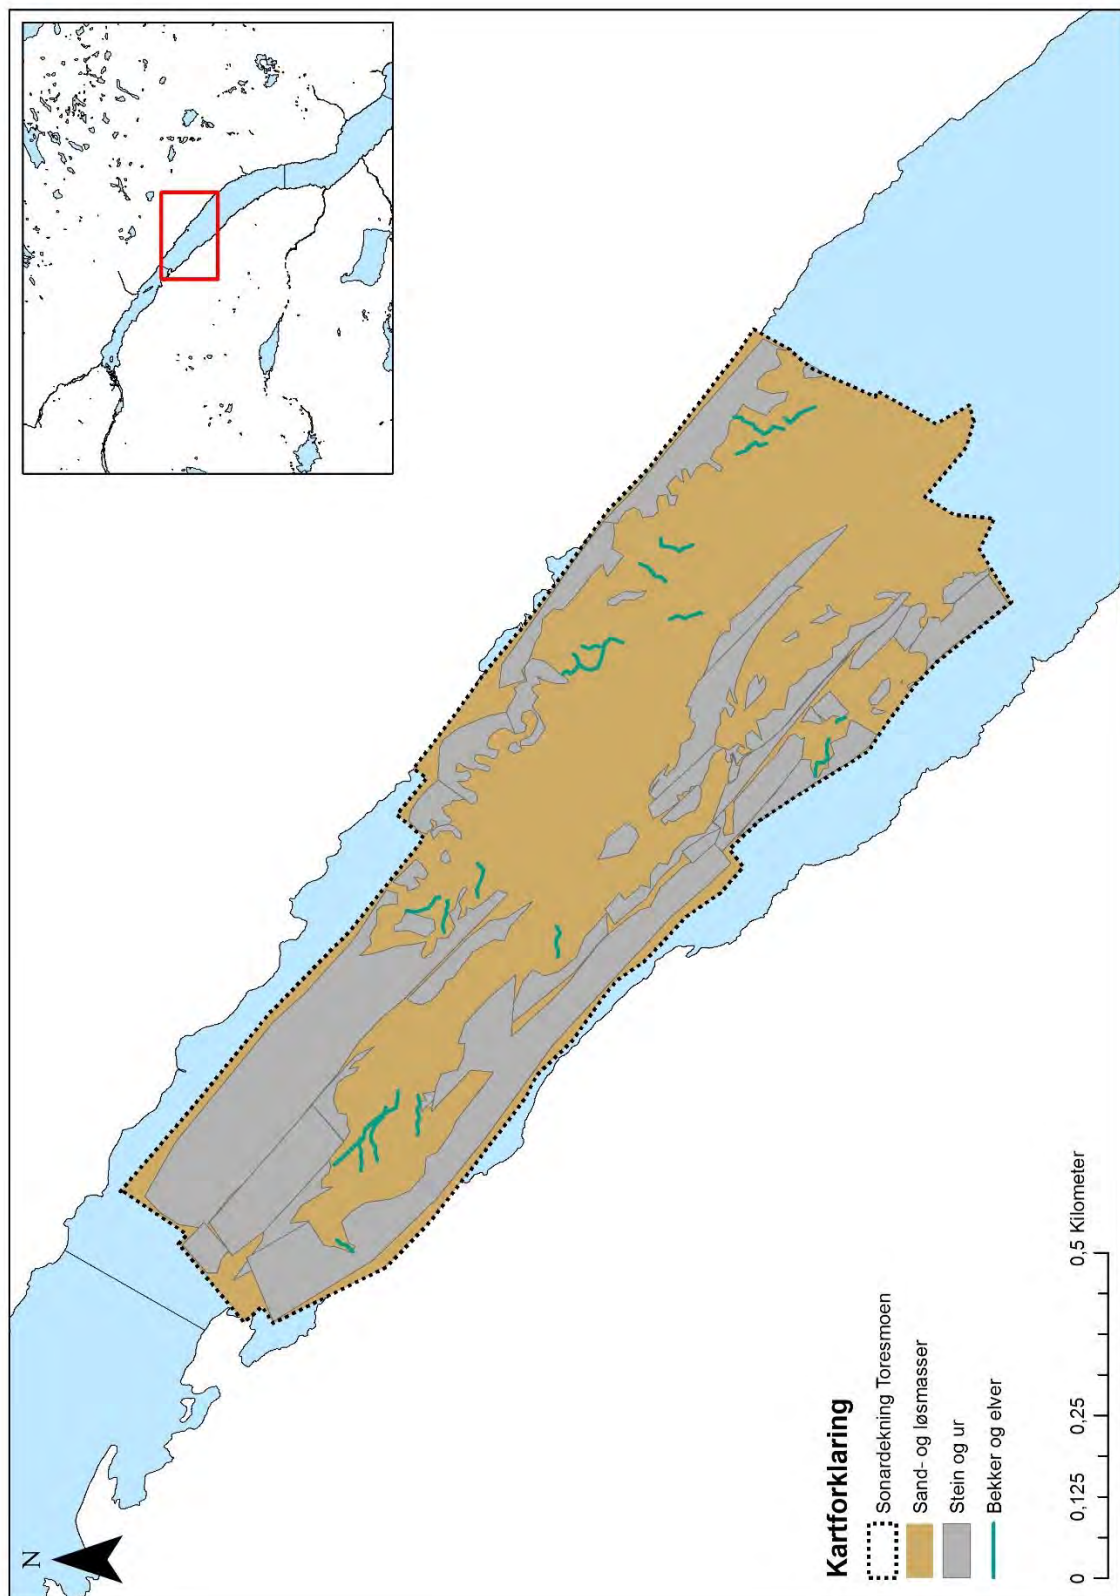 N
Kartforklaring
Sonardekning Toresmoen
Sand- og løsmasser
Stein og ur
Bekker og elver
0 0,125 0,25 0,5 Kilometer